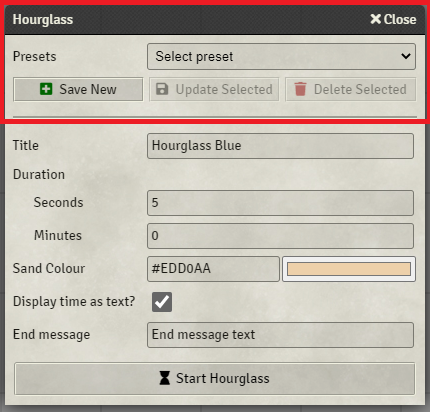 Hourglass Close
Presets Select preset
Save New Update Selected Delete Selected
Title Hourglass Blue
Duration
Seconds 5
Minutes 0
Sand Colour #EDD0AA
Display time as text?
End message End message text
Start Hourglass